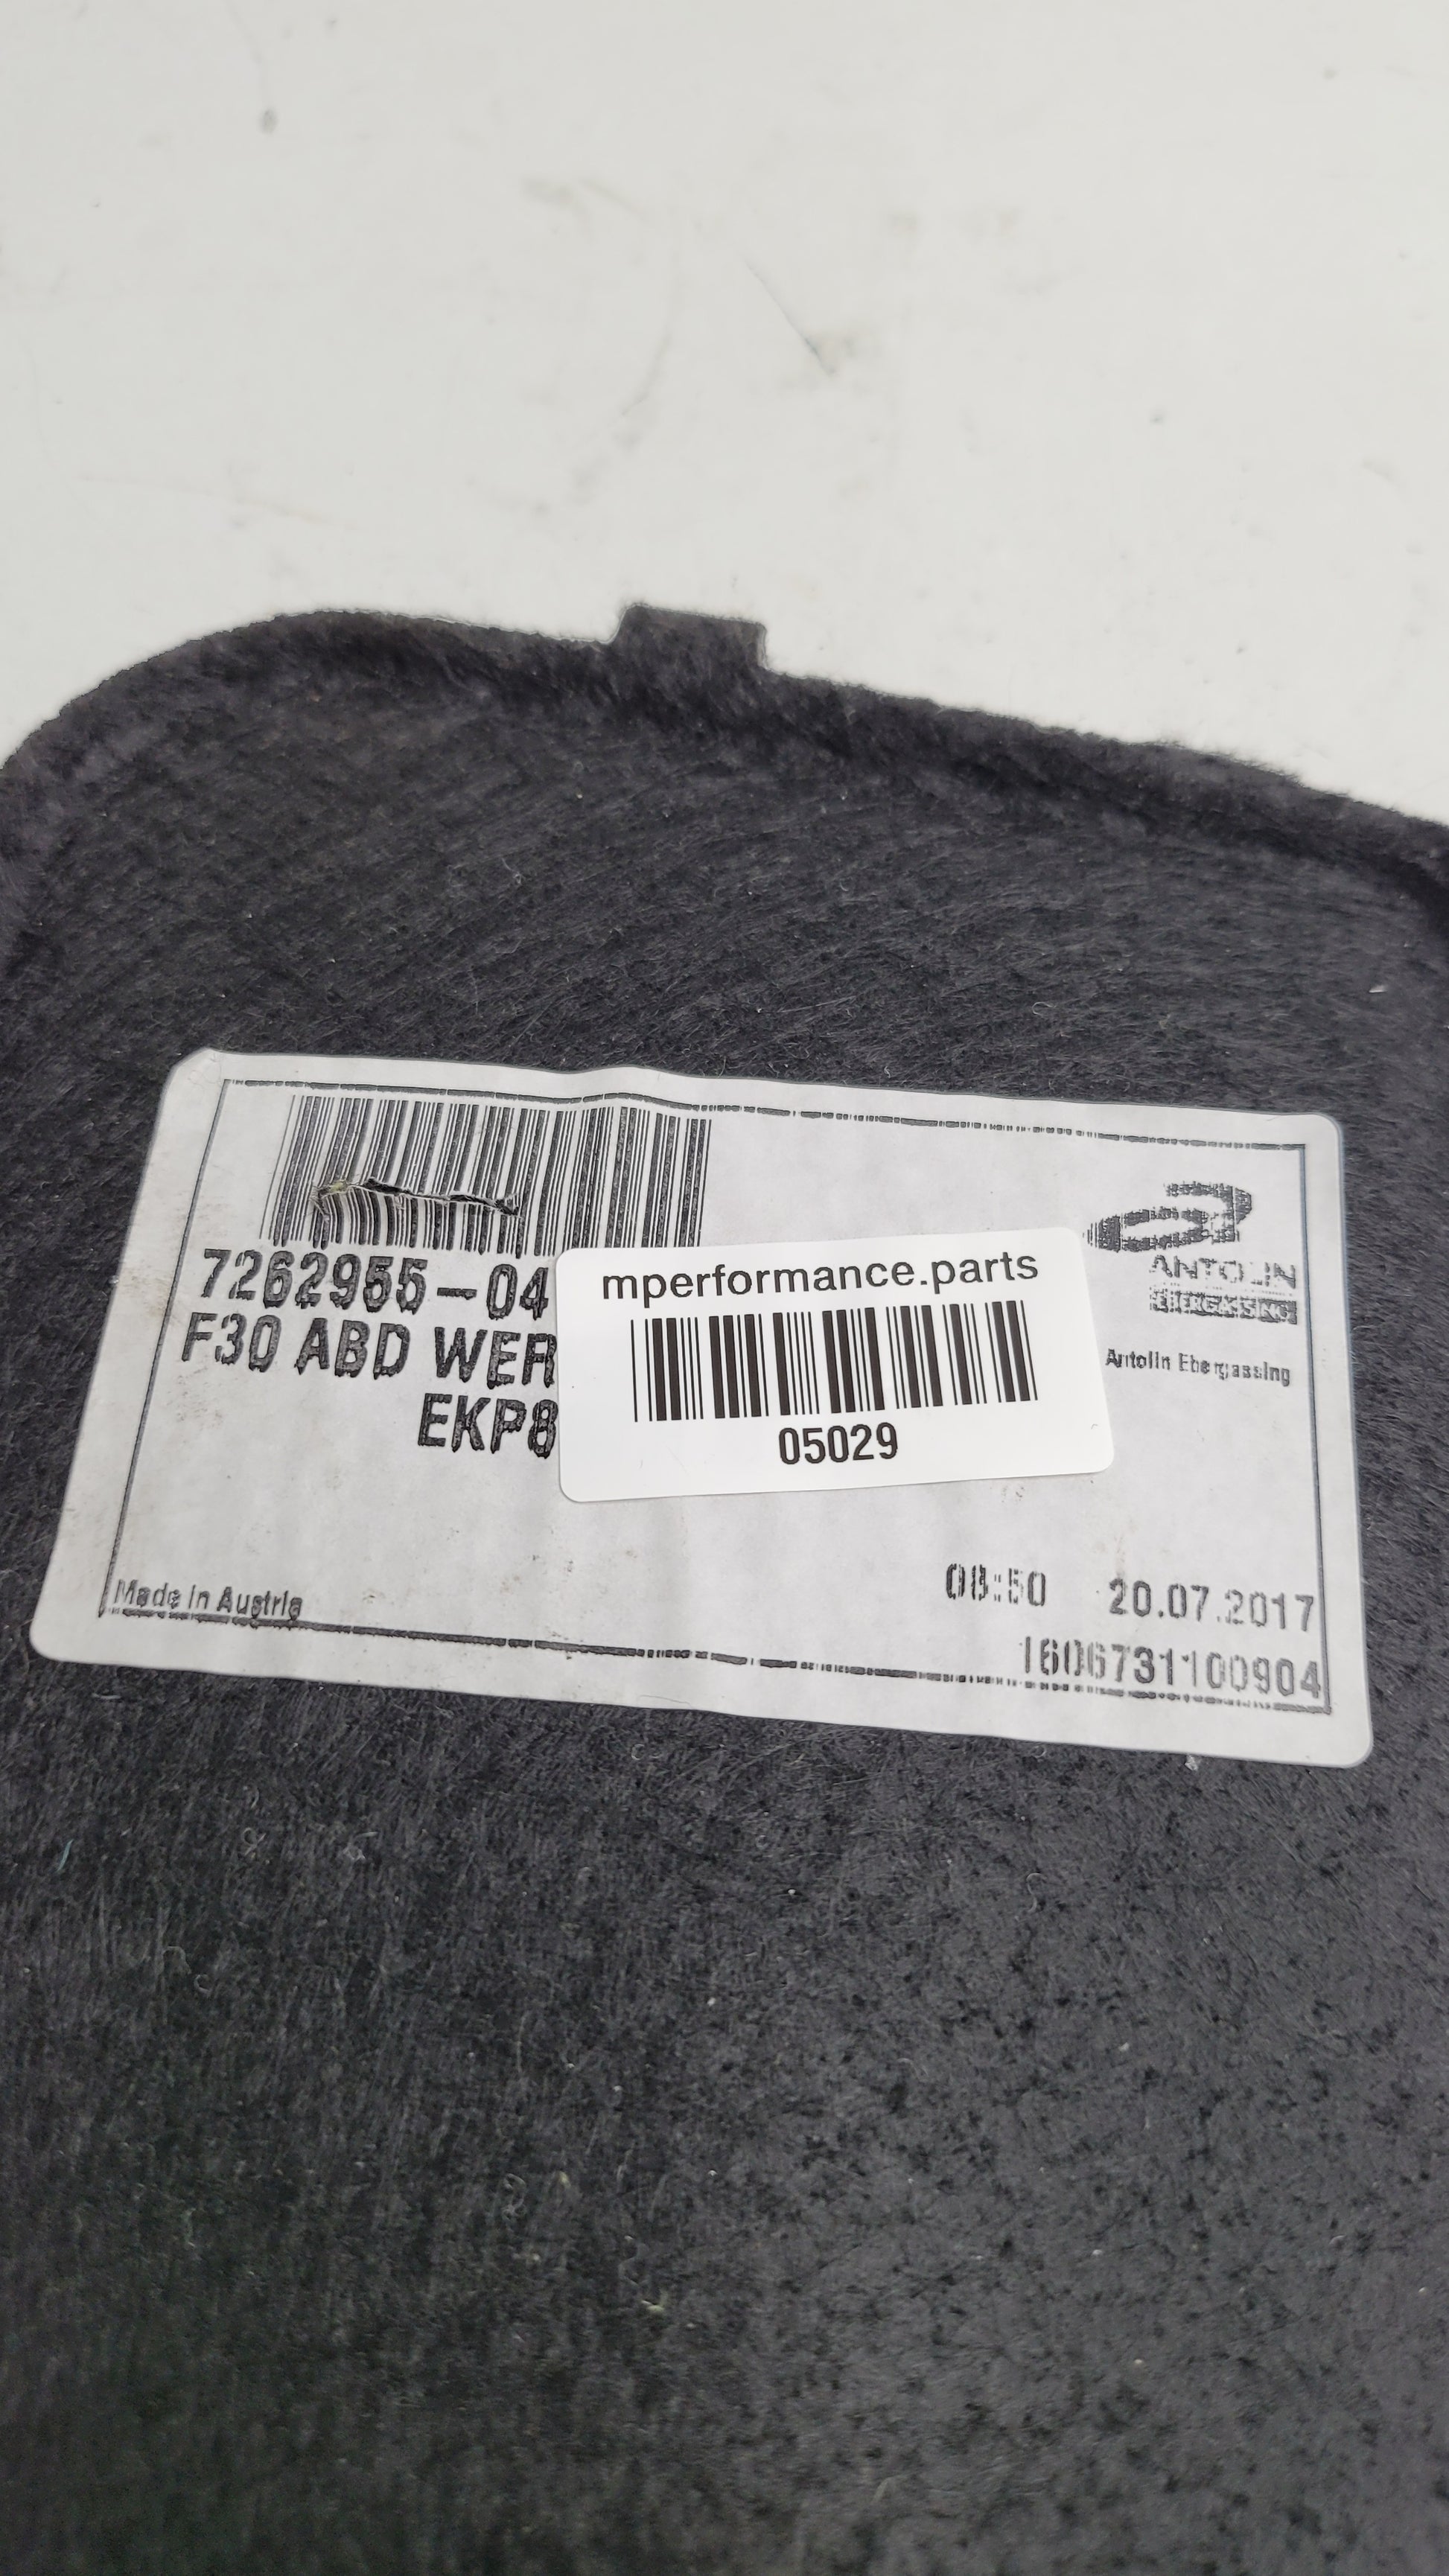 7262955-04
F30 ABD WER
EKP8
mperformance.parts
05029
ANTOLIN
EBERGASSING
Antolin Ebergassing
Made in Austria
08:50 20.07.2017
1606731100904